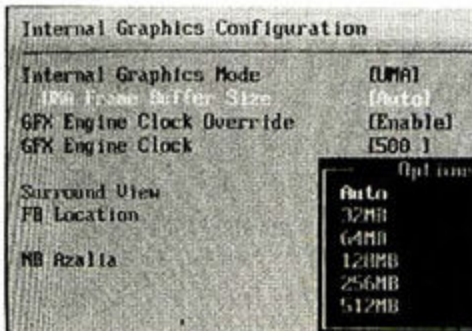 Internal Graphics Configuration
Internal Graphics Mode [UMA]
UMA Frame Buffer Size [Auto]
GFX Engine Clock Override [Enable]
GFX Engine Clock [500 ]
Options
Surround View Auto
FB Location 32MB
64MB
NB Azalia 128MB
256MB
512MB